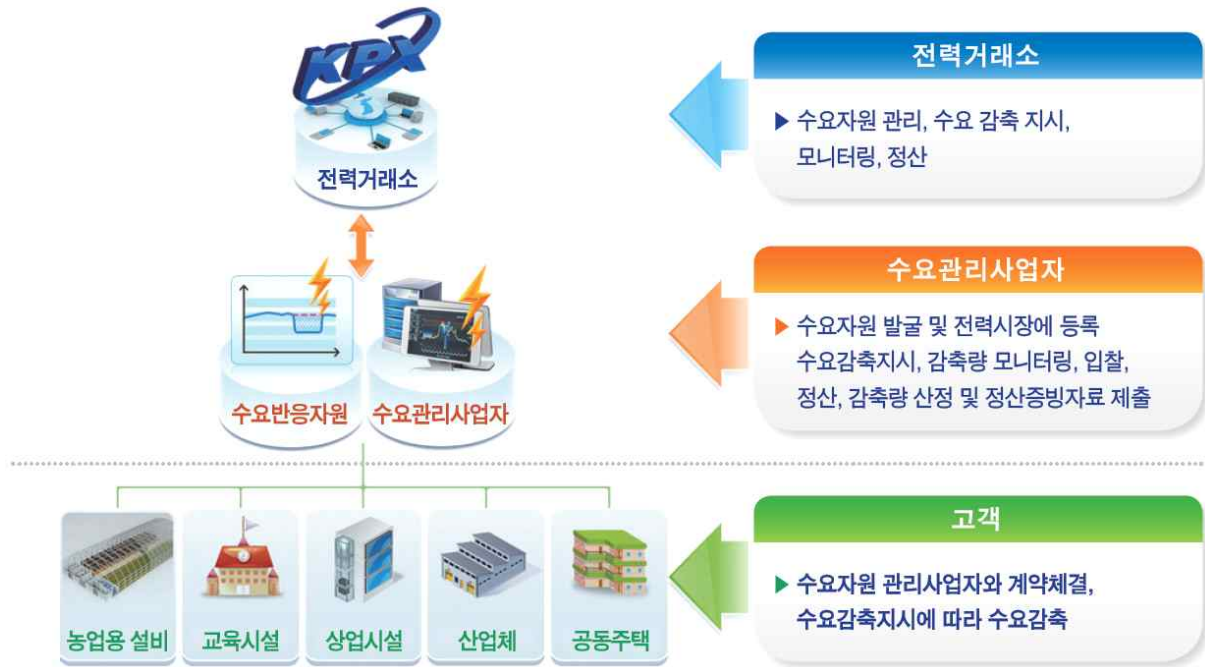 KPX
전력거래소
수요반응자원
수요관리사업자
농업용 설비
교육시설
상업시설
산업체
공동주택
전력거래소
▶ 수요자원 관리, 수요 감축 지시,
모니터링, 정산
수요관리사업자
▶ 수요자원 발굴 및 전력시장에 등록
수요감축지시, 감축량 모니터링, 입찰,
정산, 감축량 산정 및 정산증빙자료 제출
고객
▶ 수요자원 관리사업자와 계약체결,
수요감축지시에 따라 수요감축